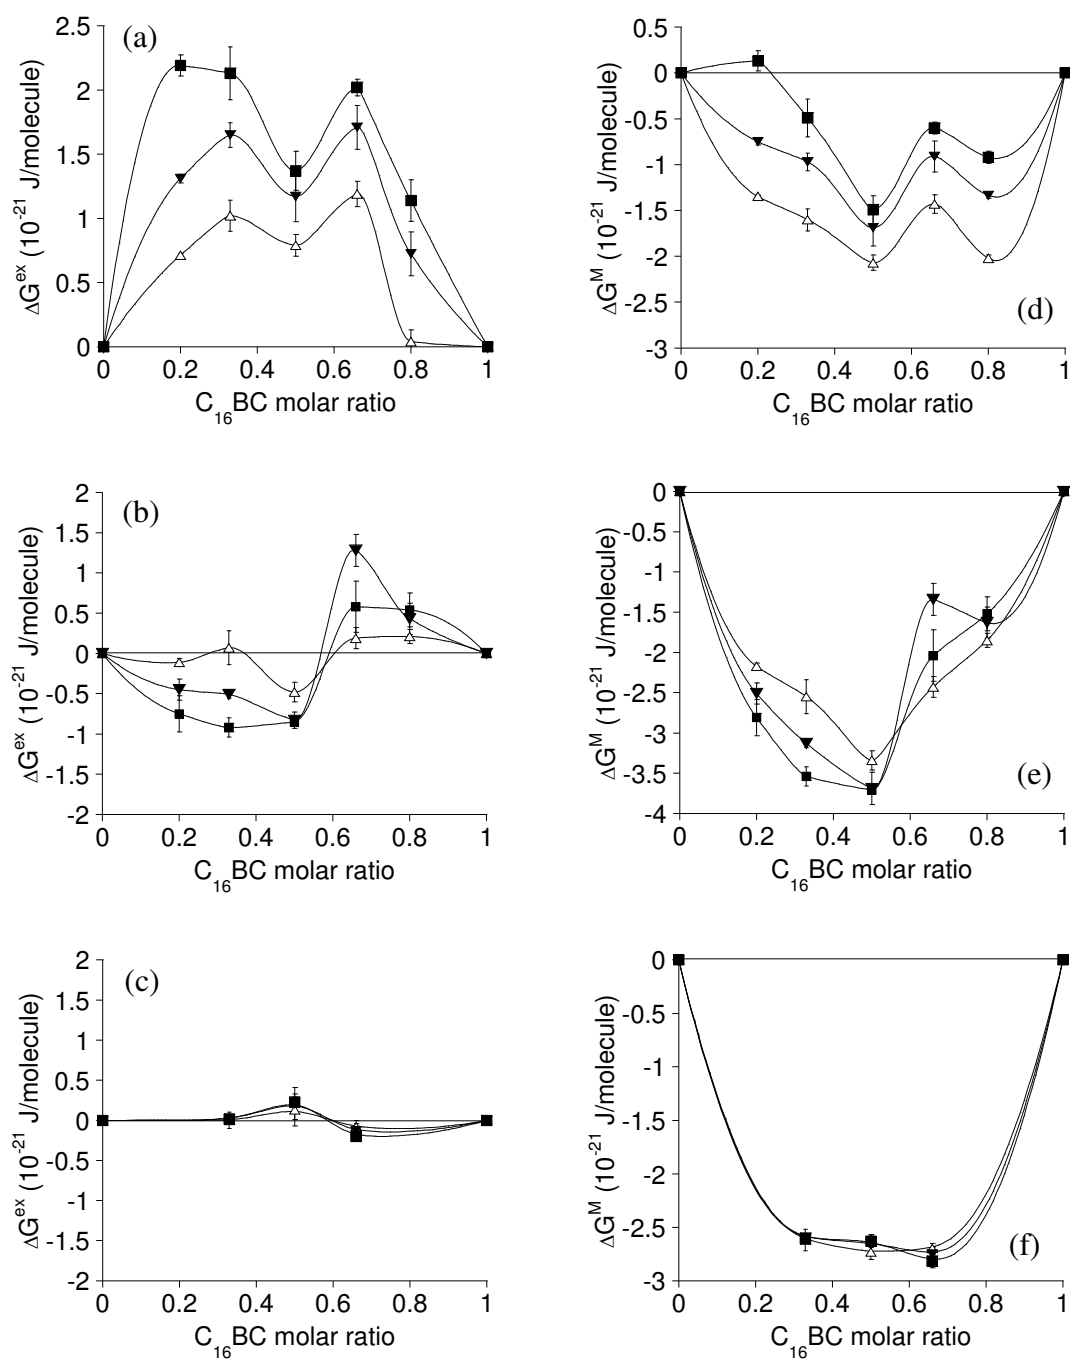 (a)
ΔG^ex (10^-21 J/molecule)
2.5
2
1.5
1
0.5
0
0 0.2 0.4 0.6 0.8 1
C16BC molar ratio
(d)
ΔG^M (10^-21 J/molecule)
0.5
0
-0.5
-1
-1.5
-2
-2.5
-3
0 0.2 0.4 0.6 0.8 1
C16BC molar ratio
(b)
ΔG^ex (10^-21 J/molecule)
2
1.5
1
0.5
0
-0.5
-1
-1.5
-2
0 0.2 0.4 0.6 0.8 1
C16BC molar ratio
(e)
ΔG^M (10^-21 J/molecule)
0
-0.5
-1
-1.5
-2
-2.5
-3
-3.5
-4
0 0.2 0.4 0.6 0.8 1
C16BC molar ratio
(c)
ΔG^ex (10^-21 J/molecule)
2
1.5
1
0.5
0
-0.5
-1
-1.5
-2
0 0.2 0.4 0.6 0.8 1
C16BC molar ratio
(f)
ΔG^M (10^-21 J/molecule)
0
-0.5
-1
-1.5
-2
-2.5
-3
0 0.2 0.4 0.6 0.8 1
C16BC molar ratio